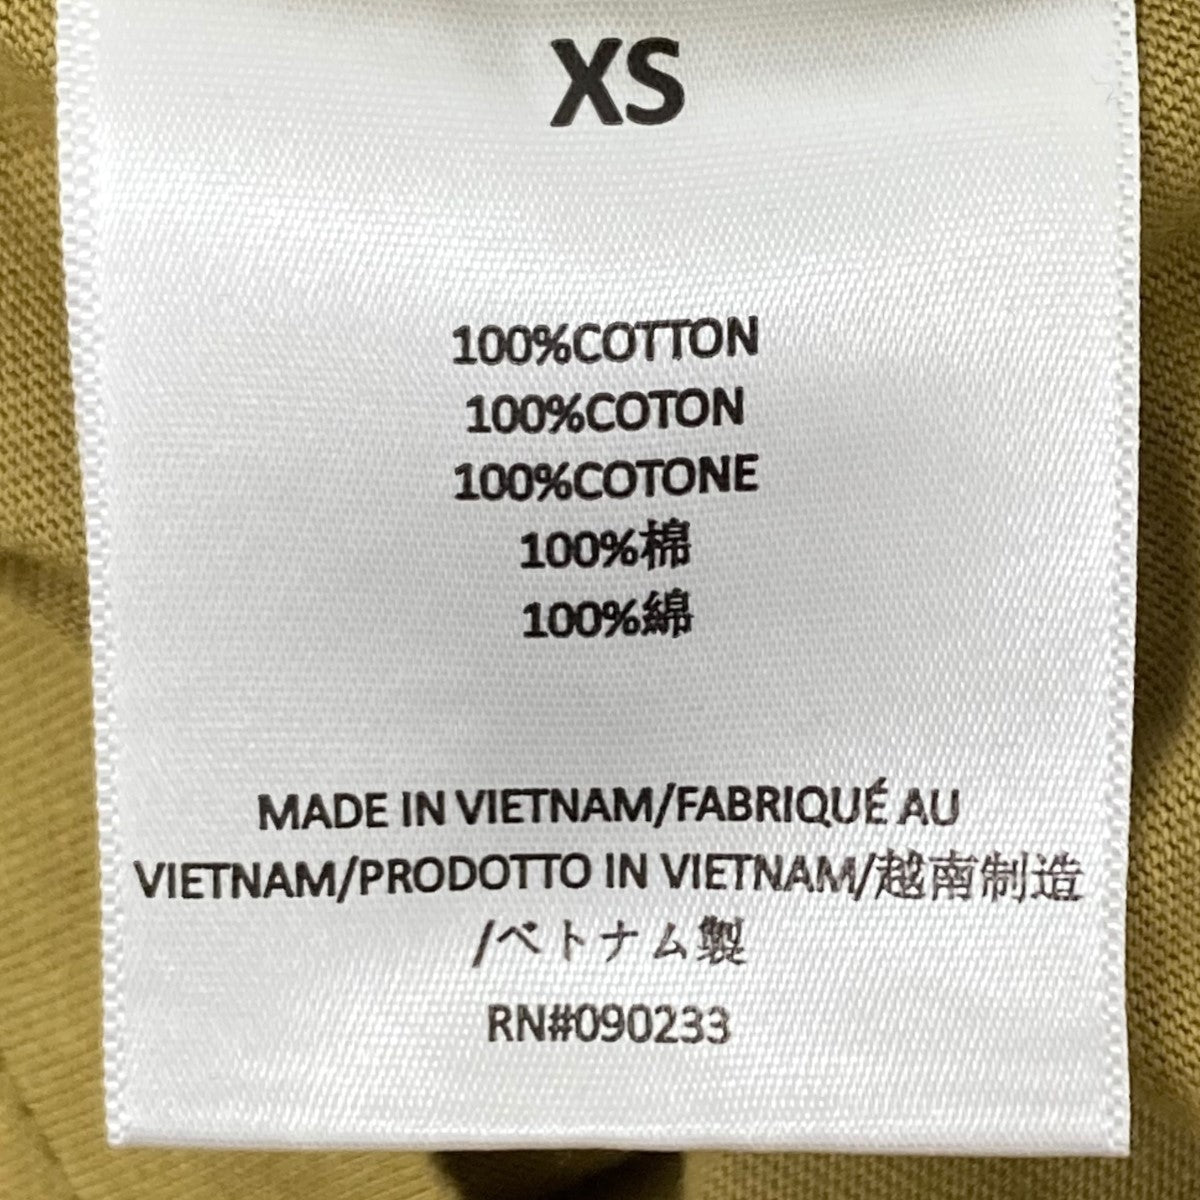 XS
100%COTTON
100%COTON
100%COTONE
100%棉
100%綿
MADE IN VIETNAM/FABRIQUÉ AU
VIETNAM/PRODOTTO IN VIETNAM/越南制造
/ベトナム製
RN#090233